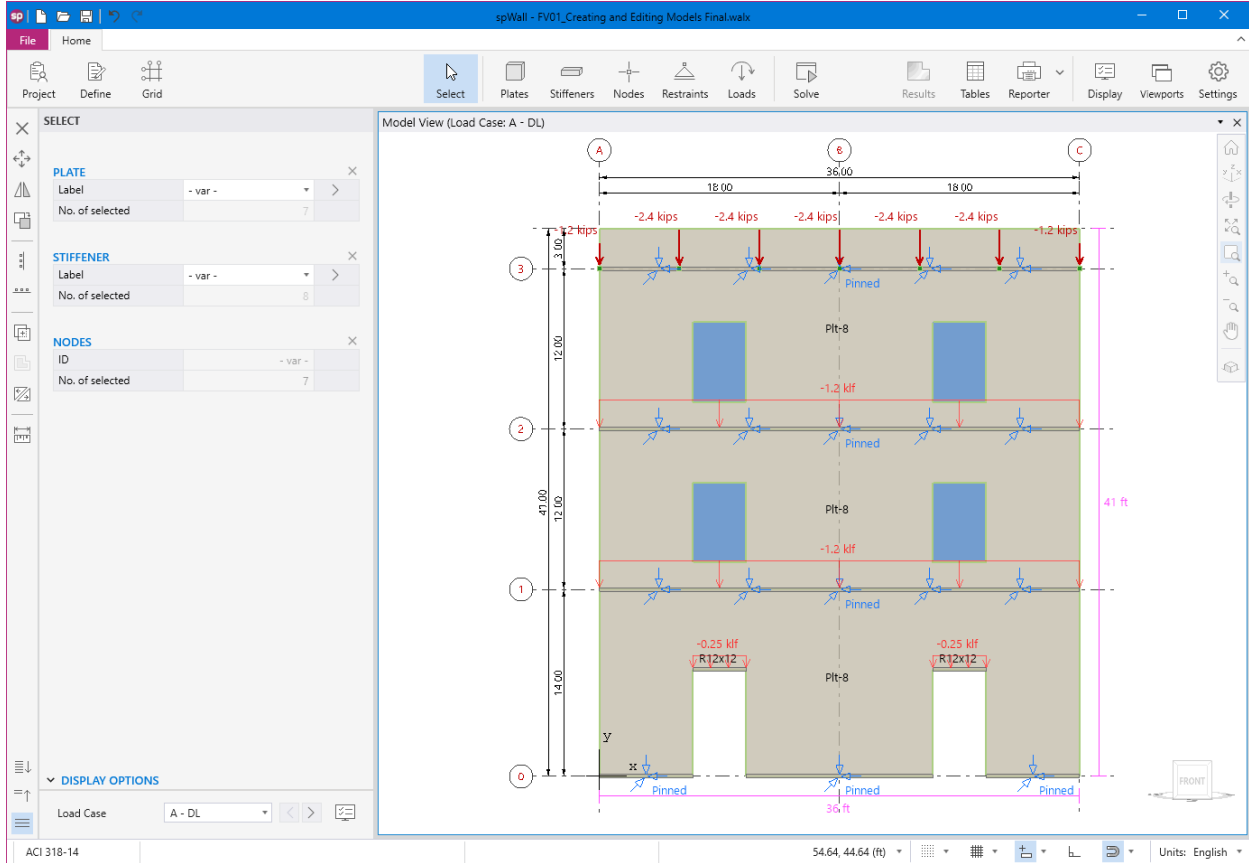 sp
spWall - FV01_Creating and Editing Models Final.walx
File Home
Project Define Grid Select Plates Stiffeners Nodes Restraints Loads Solve Results Tables Reporter Display Viewports Settings
SELECT
PLATE
Label - var -
No. of selected 7
STIFFENER
Label - var -
No. of selected 8
NODES
ID - var -
No. of selected 7
DISPLAY OPTIONS
Load Case A - DL
Model View (Load Case: A - DL)
A B C
36.00
18.00 18.00
-1.2 kips -2.4 kips -2.4 kips -2.4 kips -2.4 kips -2.4 kips -1.2 kips
3.00
3
Pinned
Plt-8
12.00
-1.2 klf
2
Pinned
41.00
12.00
Plt-8
41 ft
-1.2 klf
1
Pinned
-0.25 klf -0.25 klf
R12x12 R12x12
14.00
Plt-8
y
x
0
Pinned Pinned Pinned
36 ft
FRONT
ACI 318-14
54.64, 44.64 (ft)
Units: English